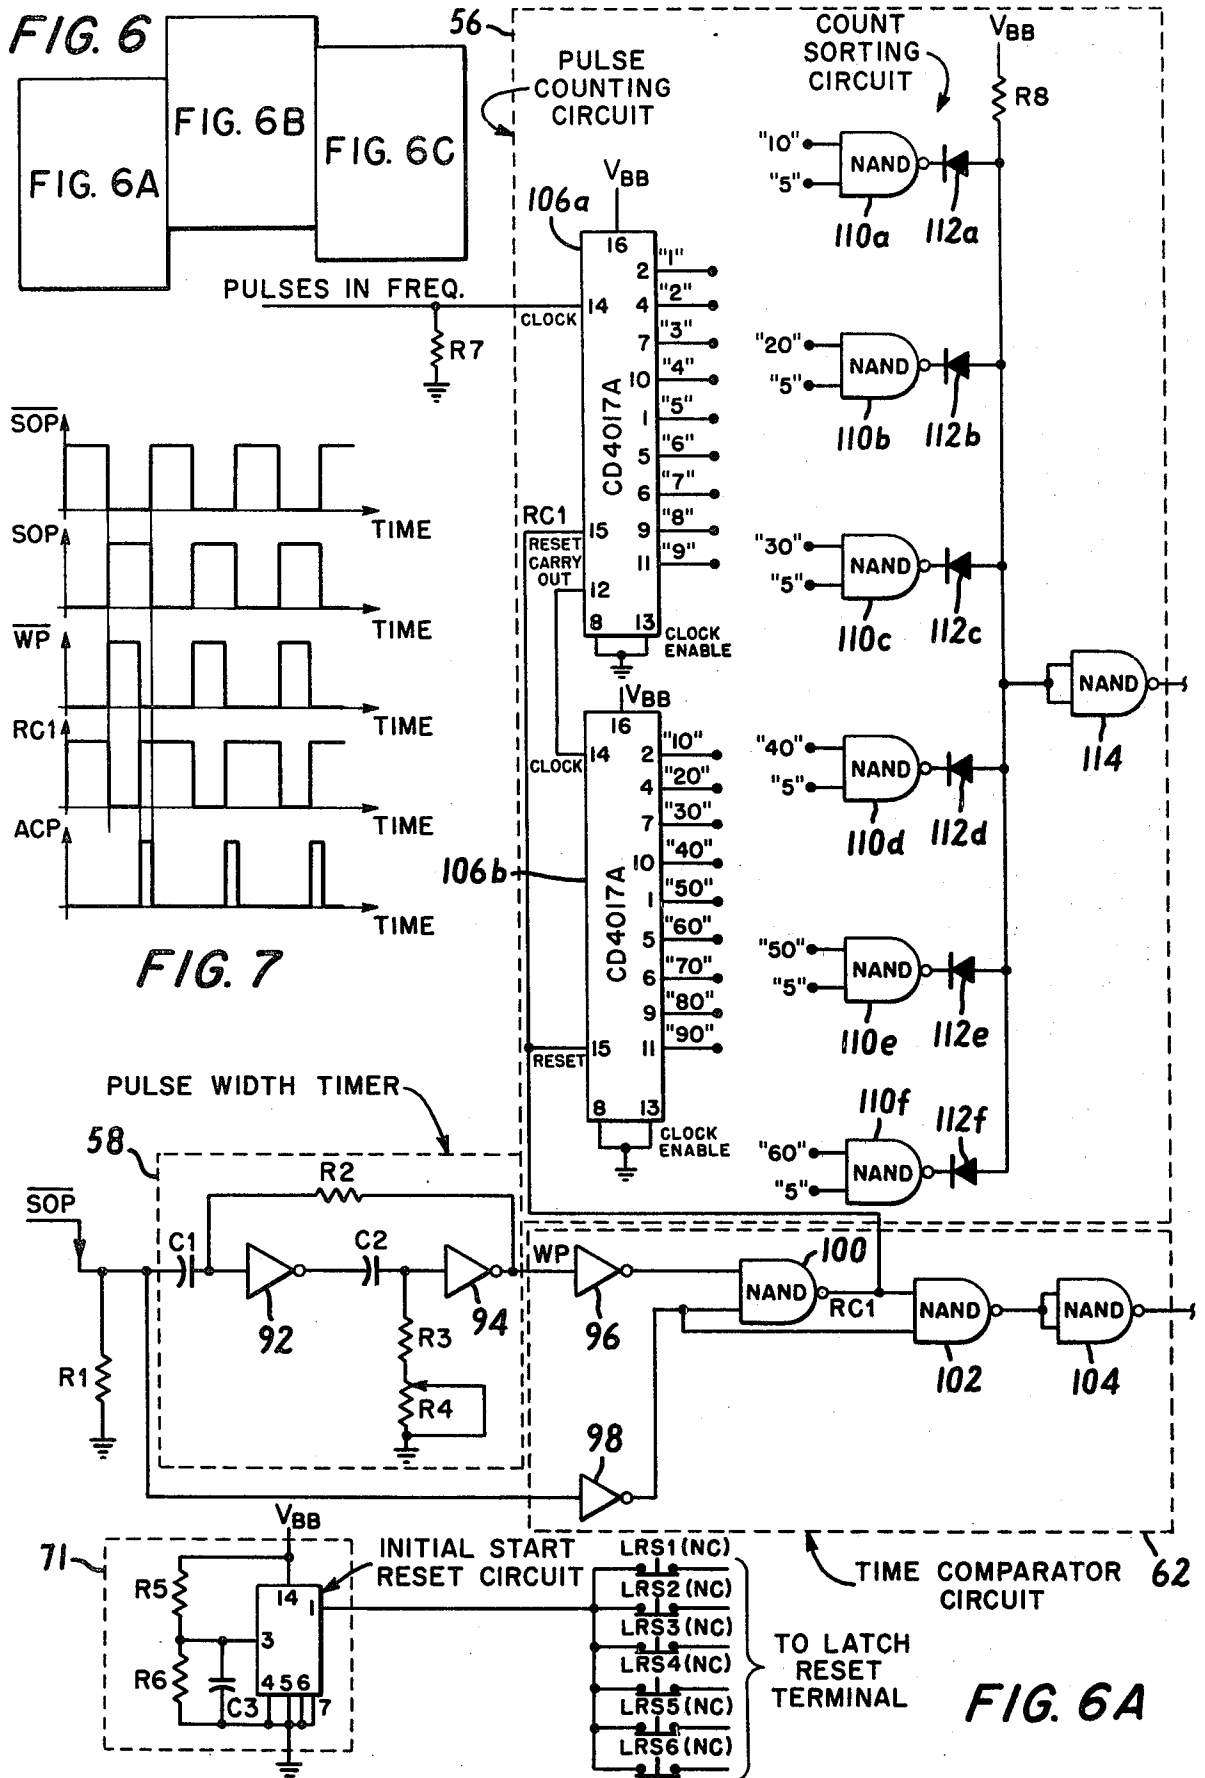 FIG. 6
FIG. 6A
FIG. 6B
FIG. 6C
56
PULSE
COUNTING
CIRCUIT
COUNT
SORTING
CIRCUIT
VBB
R8
"10"
"5"
NAND
110a
112a
"20"
"5"
NAND
110b
112b
"30"
"5"
NAND
110c
112c
"40"
"5"
NAND
110d
112d
"50"
"5"
NAND
110e
112e
110f
112f
"60"
"5"
NAND
NAND
114
PULSES IN FREQ.
R7
VBB
106a
16
CLOCK
14
CD4017A
2 "1"
4 "2"
7 "3"
10 "4"
1 "5"
5 "6"
6 "7"
9 "8"
11 "9"
RC1
15
RESET
CARRY
OUT
12
8 13
CLOCK
ENABLE
VBB
16
14
CLOCK
106b
CD4017A
2 "10"
4 "20"
7 "30"
10 "40"
1 "50"
5 "60"
6 "70"
9 "80"
11 "90"
15
RESET
8 13
CLOCK
ENABLE
SOP
TIME
SOP
TIME
WP
TIME
RC1
TIME
ACP
TIME
FIG. 7
PULSE WIDTH TIMER
58
SOP
R1
C1
R2
92
C2
94
R3
R4
WP
96
98
100
NAND
RC1
NAND
102
NAND
104
62
TIME COMPARATOR
CIRCUIT
71
VBB
INITIAL START
RESET CIRCUIT
R5
R6
C3
14
1
3
4 5 6 7
LRS1 (NC)
LRS2 (NC)
LRS3 (NC)
LRS4 (NC)
LRS5 (NC)
LRS6 (NC)
TO LATCH
RESET
TERMINAL
FIG. 6A